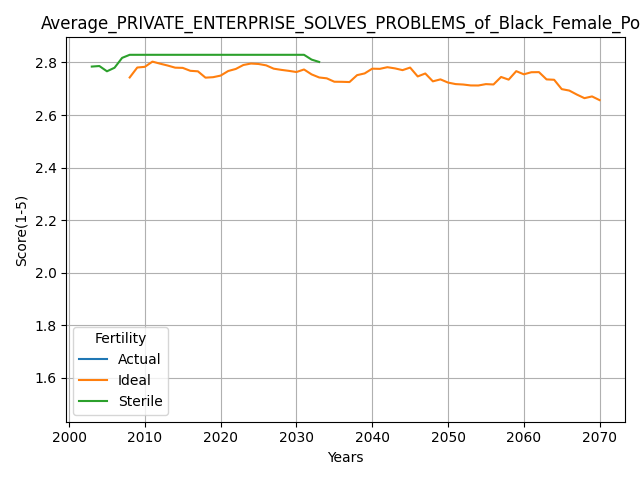 Average_PRIVATE_ENTERPRISE_SOLVES_PROBLEMS_of_Black_Female_Po
Score(1-5)
2.8
2.6
2.4
2.2
2.0
1.8
1.6
Fertility
Actual
Ideal
Sterile
2000 2010 2020 2030 2040 2050 2060 2070
Years